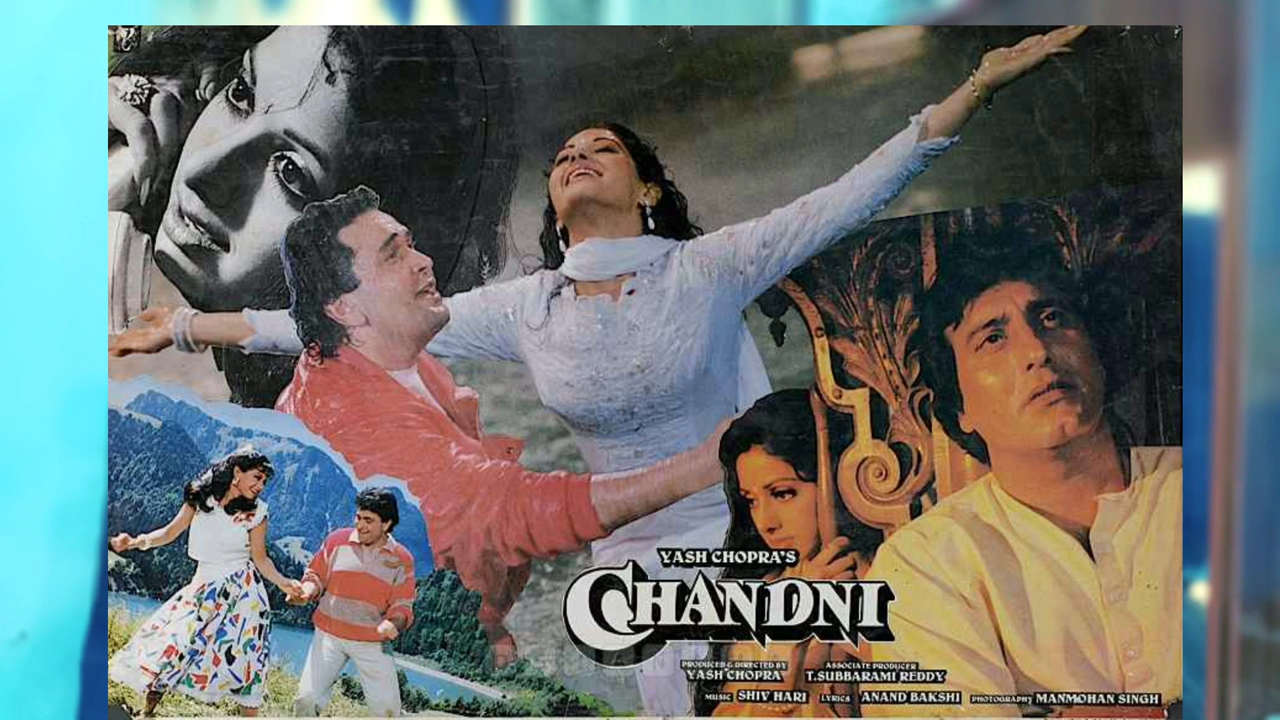 YASH CHOPRA'S
CHANDNI
PRODUCED & DIRECTED BY
YASH CHOPRA
ASSOCIATE PRODUCER
T.SUBBARAMI REDDY
MUSIC SHIV HARI LYRICS ANAND BAKSHI PHOTOGRAPHY MANMOHAN SINGH